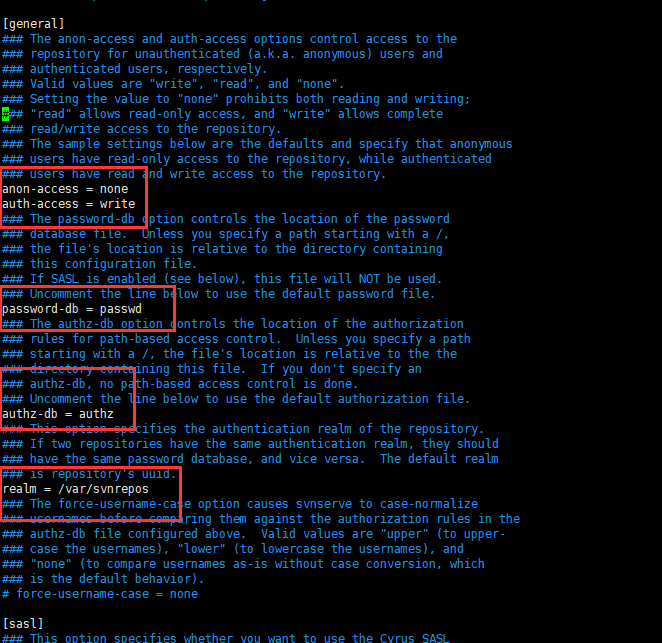 [general]
### The anon-access and auth-access options control access to the
### repository for unauthenticated (a.k.a. anonymous) users and
### authenticated users, respectively.
### Valid values are "write", "read", and "none".
### Setting the value to "none" prohibits both reading and writing;
### "read" allows read-only access, and "write" allows complete
### read/write access to the repository.
### The sample settings below are the defaults and specify that anonymous
### users have read-only access to the repository, while authenticated
### users have read and write access to the repository.
anon-access = none
auth-access = write
### The password-db option controls the location of the password
### database file.  Unless you specify a path starting with a /,
### the file's location is relative to the directory containing
### this configuration file.
### If SASL is enabled (see below), this file will NOT be used.
### Uncomment the line below to use the default password file.
password-db = passwd
### The authz-db option controls the location of the authorization
### rules for path-based access control.  Unless you specify a path
### starting with a /, the file's location is relative to the the
### directory containing this file.  If you don't specify an
### authz-db, no path-based access control is done.
### Uncomment the line below to use the default authorization file.
authz-db = authz
### This option specifies the authentication realm of the repository.
### If two repositories have the same authentication realm, they should
### have the same password database, and vice versa.  The default realm
### is repository's uuid.
realm = /var/svnrepos
### The force-username-case option causes svnserve to case-normalize
### usernames before comparing them against the authorization rules in the
### authz-db file configured above.  Valid values are "upper" (to upper-
### case the usernames), "lower" (to lowercase the usernames), and
### "none" (to compare usernames as-is without case conversion, which
### is the default behavior).
# force-username-case = none
[sasl]
### This option specifies whether you want to use the Cyrus SASL